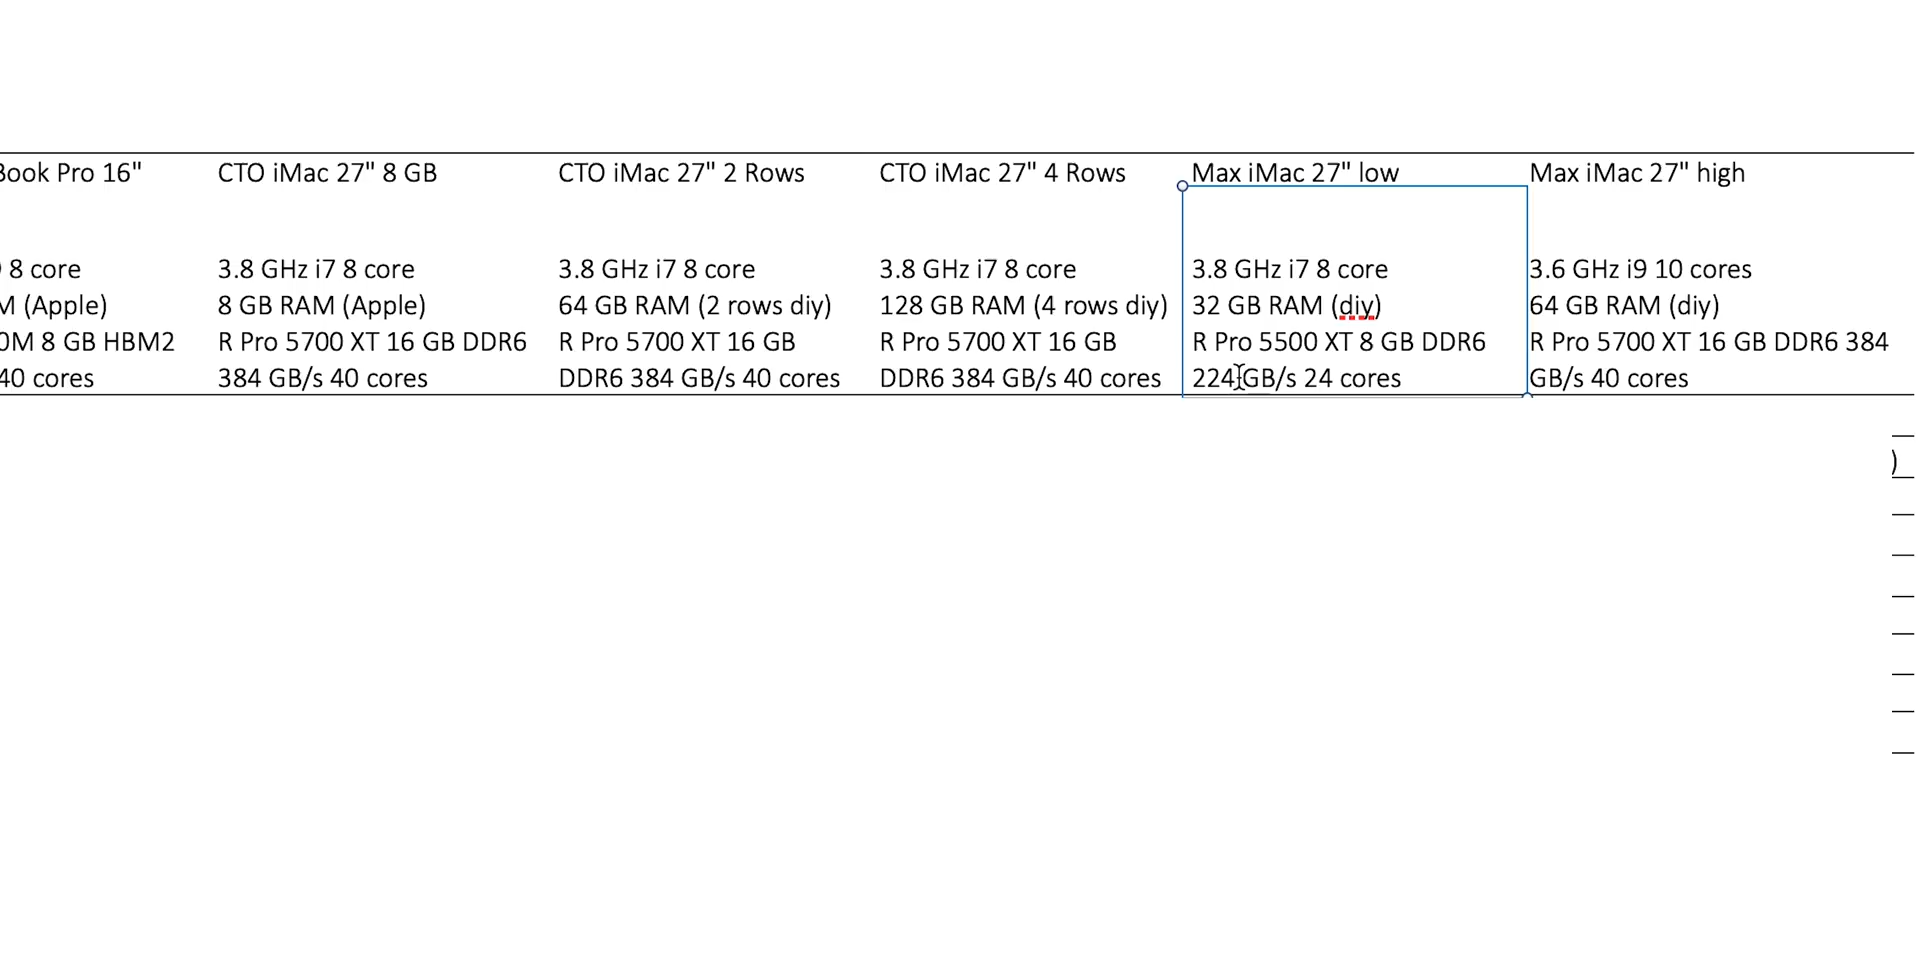 Book Pro 16" CTO iMac 27" 8 GB CTO iMac 27" 2 Rows CTO iMac 27" 4 Rows Max iMac 27" low Max iMac 27" high
8 core 3.8 GHz i7 8 core 3.8 GHz i7 8 core 3.8 GHz i7 8 core 3.8 GHz i7 8 core 3.6 GHz i9 10 cores
M (Apple) 8 GB RAM (Apple) 64 GB RAM (2 rows diy) 128 GB RAM (4 rows diy) 32 GB RAM (diy) 64 GB RAM (diy)
0M 8 GB HBM2 R Pro 5700 XT 16 GB DDR6 R Pro 5700 XT 16 GB R Pro 5700 XT 16 GB R Pro 5500 XT 8 GB DDR6 R Pro 5700 XT 16 GB DDR6 384
40 cores 384 GB/s 40 cores DDR6 384 GB/s 40 cores DDR6 384 GB/s 40 cores 224 GB/s 24 cores GB/s 40 cores
)